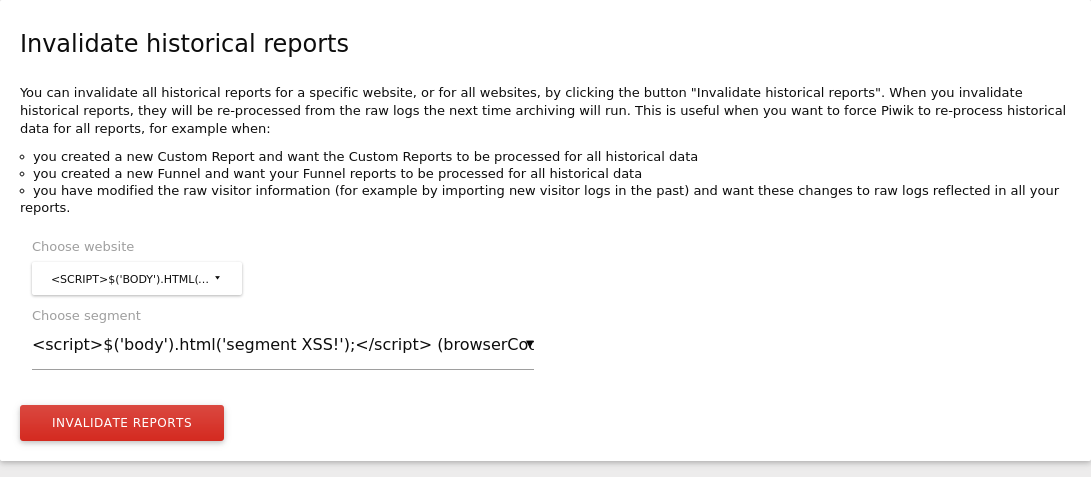 Invalidate historical reports
You can invalidate all historical reports for a specific website, or for all websites, by clicking the button "Invalidate historical reports". When you invalidate
historical reports, they will be re-processed from the raw logs the next time archiving will run. This is useful when you want to force Piwik to re-process historical
data for all reports, for example when:
you created a new Custom Report and want the Custom Reports to be processed for all historical data
you created a new Funnel and want your Funnel reports to be processed for all historical data
you have modified the raw visitor information (for example by importing new visitor logs in the past) and want these changes to raw logs reflected in all your
reports.
Choose website
<SCRIPT>$('BODY').HTML(...
Choose segment
<script>$('body').html('segment XSS!');</script> (browserCo
INVALIDATE REPORTS